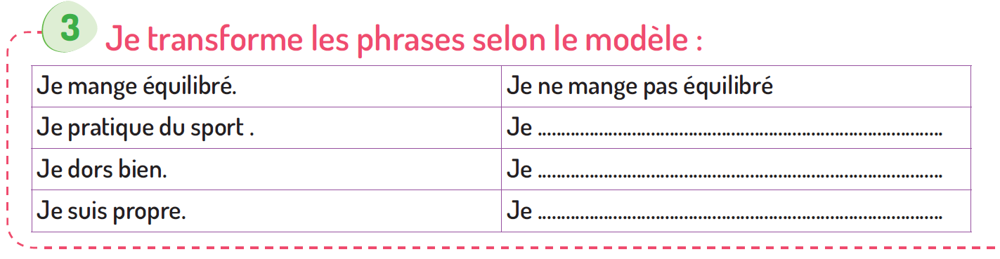 3 Je transforme les phrases selon le modèle :
Je mange équilibré. Je ne mange pas équilibré
Je pratique du sport . Je ....................................................................................
Je dors bien. Je ....................................................................................
Je suis propre. Je ....................................................................................